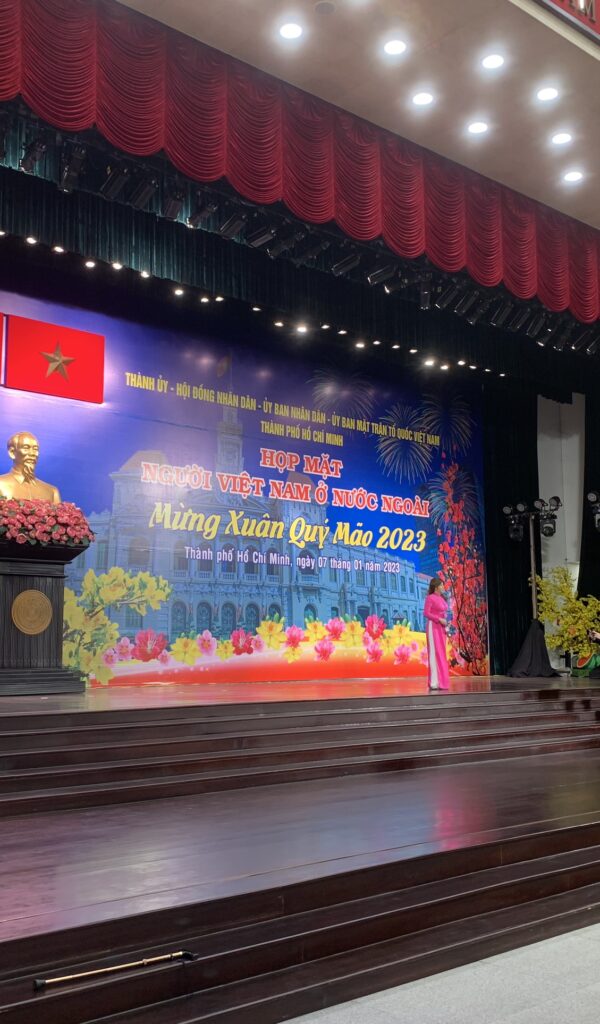 THÀNH ỦY - HỘI ĐỒNG NHÂN DÂN - ỦY BAN NHÂN DÂN - ỦY BAN MẶT TRẬN TỔ QUỐC VIỆT NAM
THÀNH PHỐ HỒ CHÍ MINH
HỌP MẶT
NGƯỜI VIỆT NAM Ở NƯỚC NGOÀI
Mừng Xuân Quý Mão 2023
Thành phố Hồ Chí Minh, ngày 07 tháng 01 năm 2023